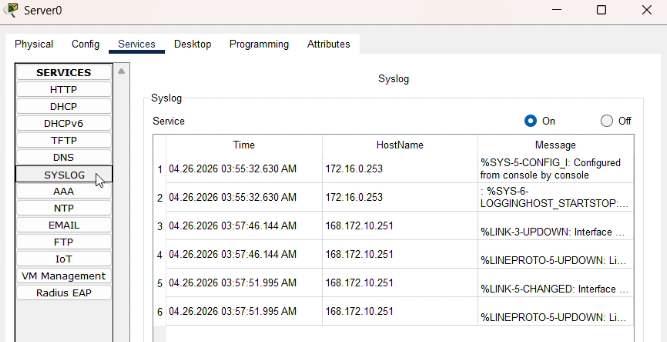 Server0
Physical Config Services Desktop Programming Attributes
SERVICES
HTTP
DHCP
DHCPv6
TFTP
DNS
SYSLOG
AAA
NTP
EMAIL
FTP
IoT
VM Management
Radius EAP
Syslog
Syslog
Service On Off
Time HostName Message
1 04.26.2026 03:55:32.630 AM 172.16.0.253 %SYS-5-CONFIG_I: Configured
from console by console
2 04.26.2026 03:55:32.630 AM 172.16.0.253 : %SYS-6-
LOGGINGHOST_STARTSTOP:...
3 04.26.2026 03:57:46.144 AM 168.172.10.251 %LINK-3-UPDOWN: Interface ...
4 04.26.2026 03:57:46.144 AM 168.172.10.251 %LINEPROTO-5-UPDOWN: Li...
5 04.26.2026 03:57:51.995 AM 168.172.10.251 %LINK-5-CHANGED: Interface ...
6 04.26.2026 03:57:51.995 AM 168.172.10.251 %LINEPROTO-5-UPDOWN: Li...